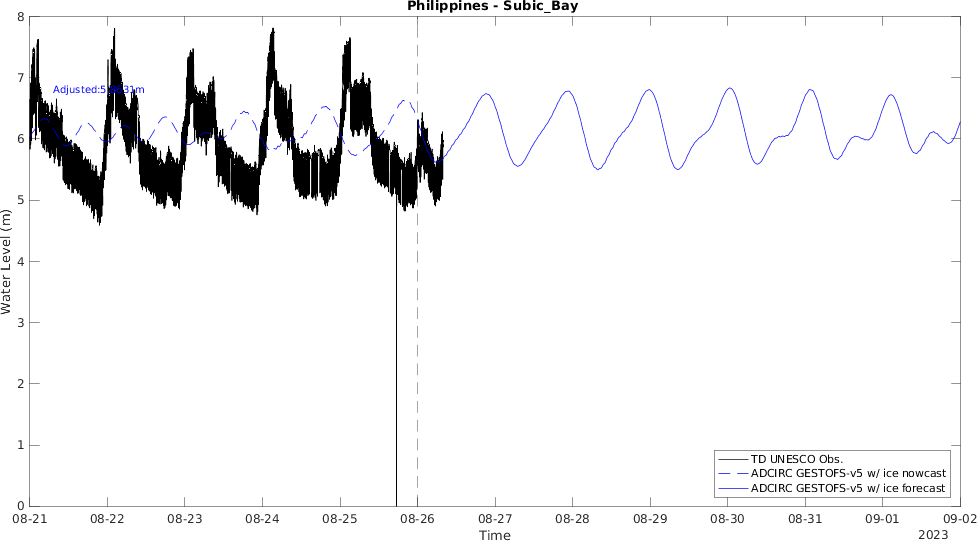 Philippines - Subic_Bay
8
7
6
5
4
3
2
1
0
Water Level (m)
TD UNESCO Obs.
ADCIRC GESTOFS-v5 w/ ice nowcast
ADCIRC GESTOFS-v5 w/ ice forecast
08-21 08-22 08-23 08-24 08-25 08-26 08-27 08-28 08-29 08-30 08-31 09-01 09-02
Time
2023